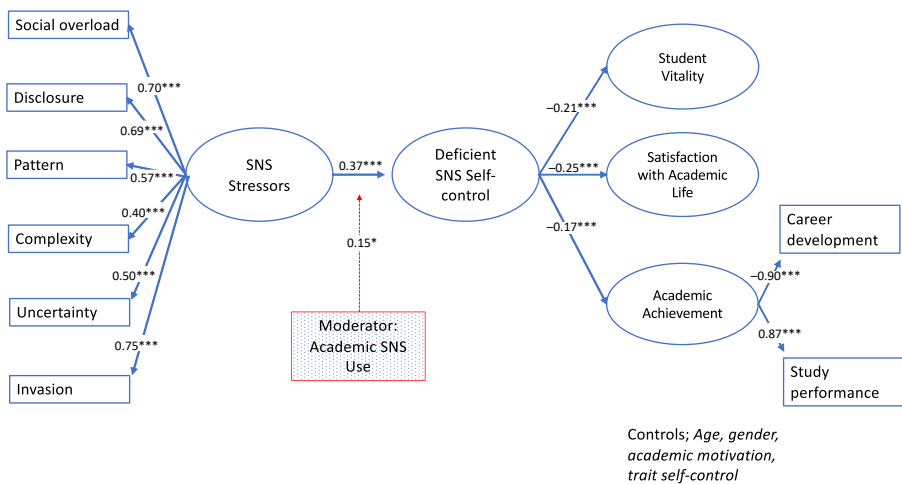 Social overload
0.70***
Disclosure
0.69***
Pattern
0.57***
Complexity
0.40***
Uncertainty
0.50***
Invasion
0.75***
SNS
Stressors
0.37***
Deficient
SNS Self-
control
0.15*
Moderator:
Academic SNS
Use
−0.21***
−0.25***
−0.17***
Student
Vitality
Satisfaction
with Academic
Life
Academic
Achievement
Career
development
−0.90***
0.87***
Study
performance
Controls; Age, gender,
academic motivation,
trait self-control